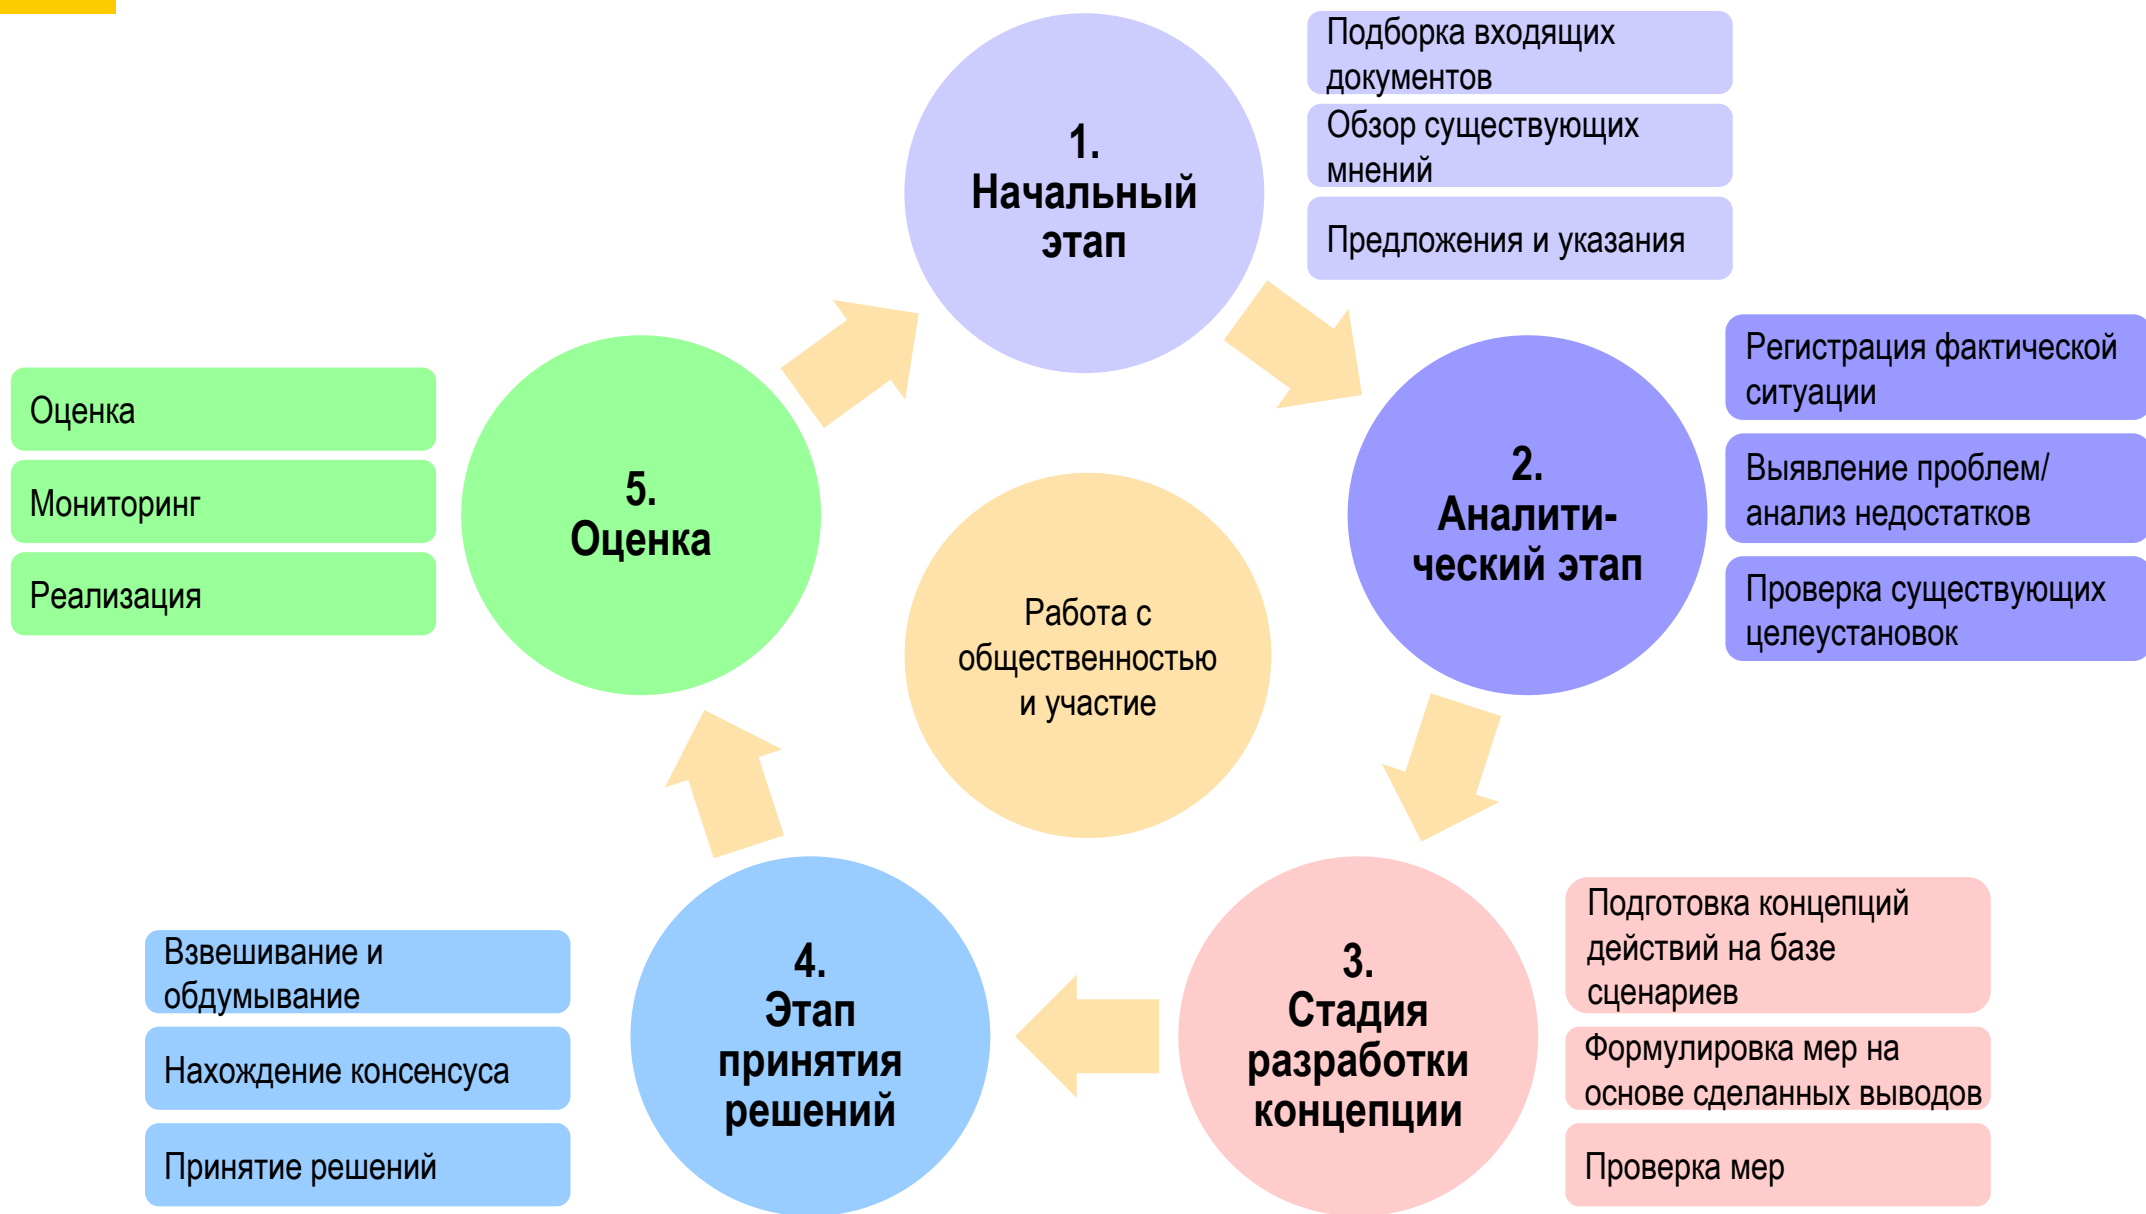 1.
Начальный
этап
Подборка входящих
документов
Обзор существующих
мнений
Предложения и указания
2.
Аналити-
ческий этап
Регистрация фактической
ситуации
Выявление проблем/
анализ недостатков
Проверка существующих
целеустановок
3.
Стадия
разработки
концепции
Подготовка концепций
действий на базе
сценариев
Формулировка мер на
основе сделанных выводов
Проверка мер
4.
Этап
принятия
решений
Взвешивание и
обдумывание
Нахождение консенсуса
Принятие решений
5.
Оценка
Оценка
Мониторинг
Реализация
Работа с
общественностью
и участие